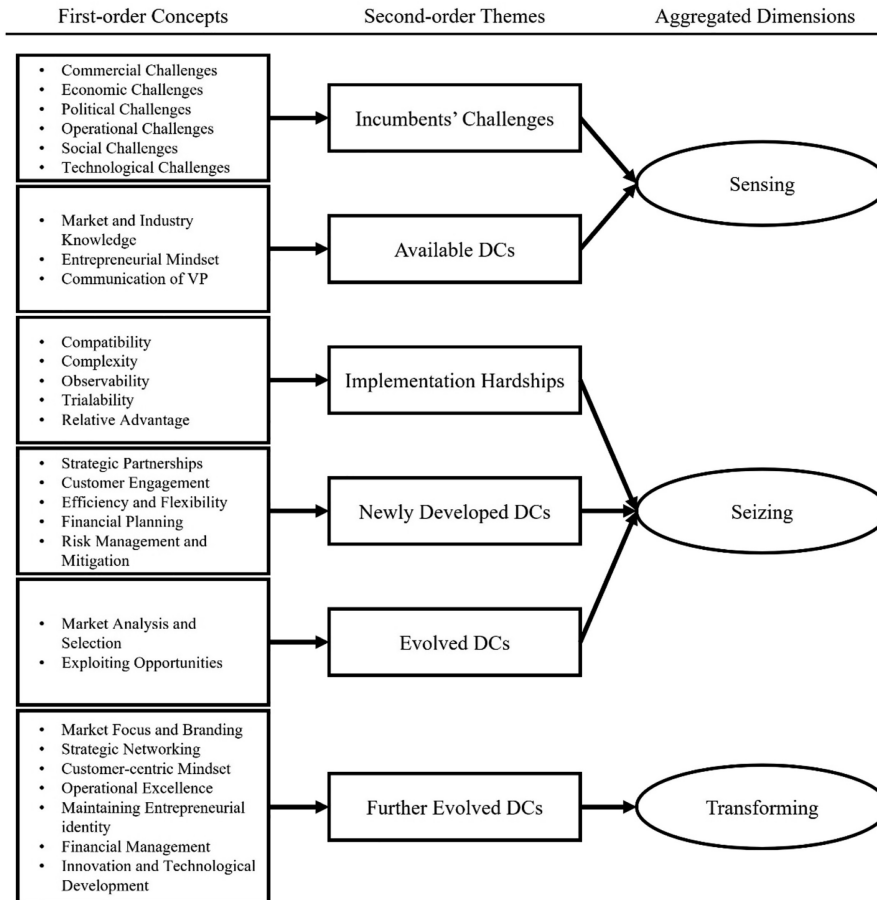 First-order Concepts
Second-order Themes
Aggregated Dimensions
• Commercial Challenges
• Economic Challenges
• Political Challenges
• Operational Challenges
• Social Challenges
• Technological Challenges
Incumbents' Challenges
• Market and Industry
Knowledge
• Entrepreneurial Mindset
• Communication of VP
Available DCs
Sensing
• Compatibility
• Complexity
• Observability
• Trialability
• Relative Advantage
Implementation Hardships
• Strategic Partnerships
• Customer Engagement
• Efficiency and Flexibility
• Financial Planning
• Risk Management and
Mitigation
Newly Developed DCs
• Market Analysis and
Selection
• Exploiting Opportunities
Evolved DCs
Seizing
• Market Focus and Branding
• Strategic Networking
• Customer-centric Mindset
• Operational Excellence
• Maintaining Entrepreneurial
identity
• Financial Management
• Innovation and Technological
Development
Further Evolved DCs
Transforming